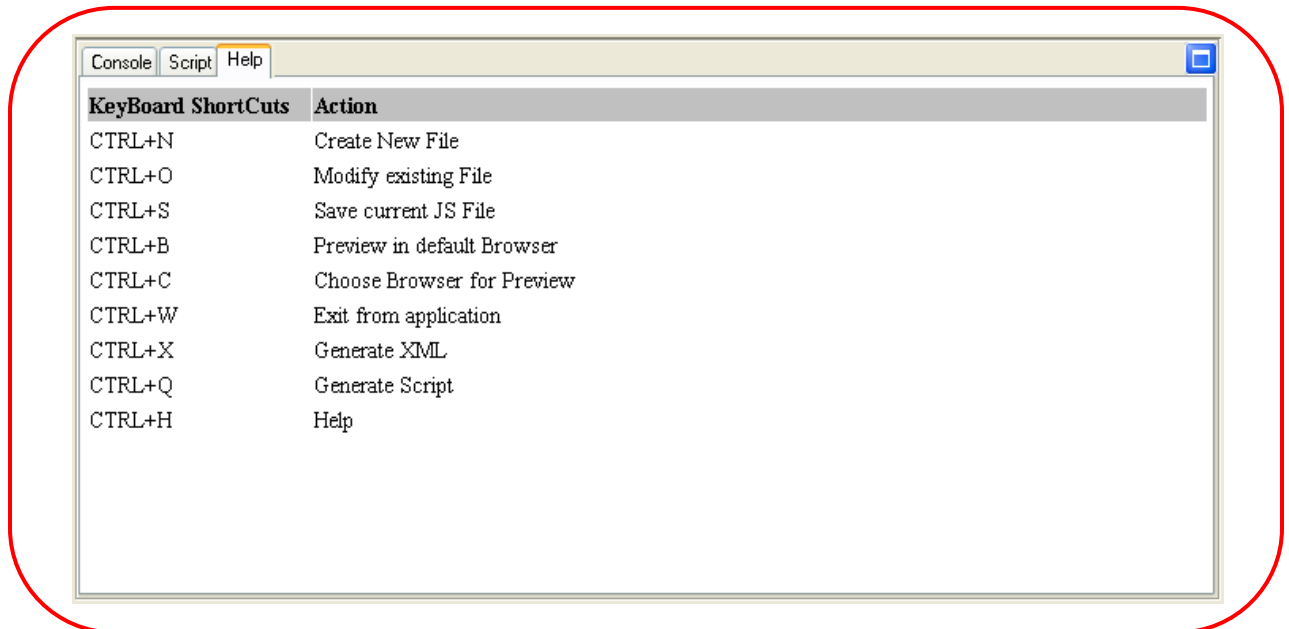 Console Script Help
KeyBoard ShortCuts Action
CTRL+N Create New File
CTRL+O Modify existing File
CTRL+S Save current JS File
CTRL+B Preview in default Browser
CTRL+C Choose Browser for Preview
CTRL+W Exit from application
CTRL+X Generate XML
CTRL+Q Generate Script
CTRL+H Help